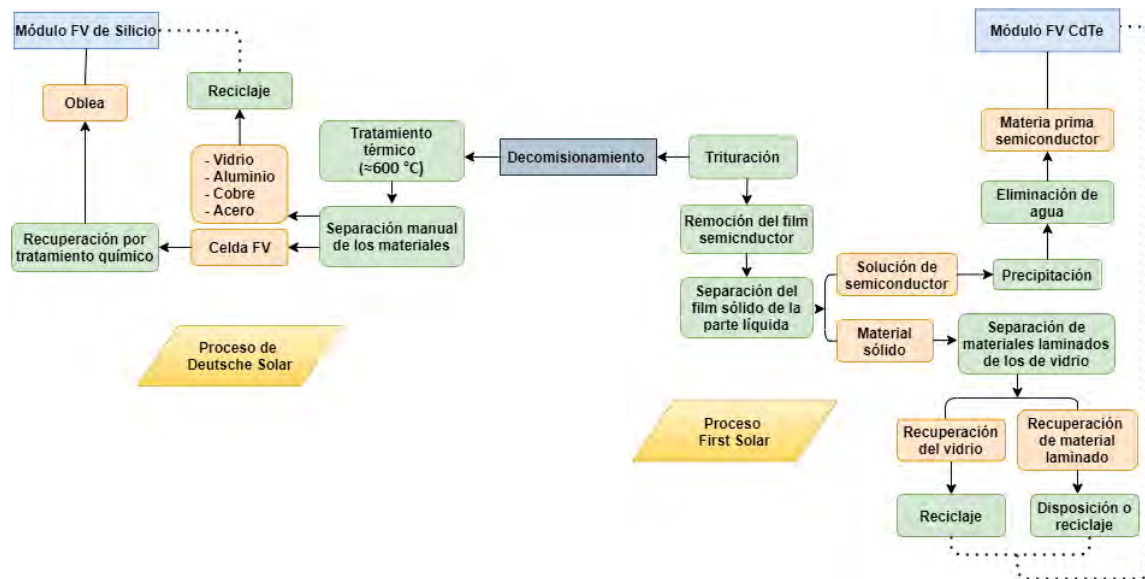 Módulo FV de Silicio
Módulo FV CdTe
Oblea
Reciclaje
Tratamiento
térmico
(≈600 °C)
Decomisionamiento
Trituración
Materia prima
semiconductor
- Vidrio
- Aluminio
- Cobre
- Acero
Separación manual
de los materiales
Remoción del film
semicnductor
Eliminación de
agua
Recuperación por
tratamiento químico
Celda FV
Separación del
film sólido de la
parte líquida
Solución de
semiconductor
Precipitación
Material
sólido
Separación de
materiales laminados
de los de vidrio
Proceso de
Deutsche Solar
Proceso
First Solar
Recuperación
del vidrio
Recuperación
de material
laminado
Reciclaje
Disposición o
reciclaje